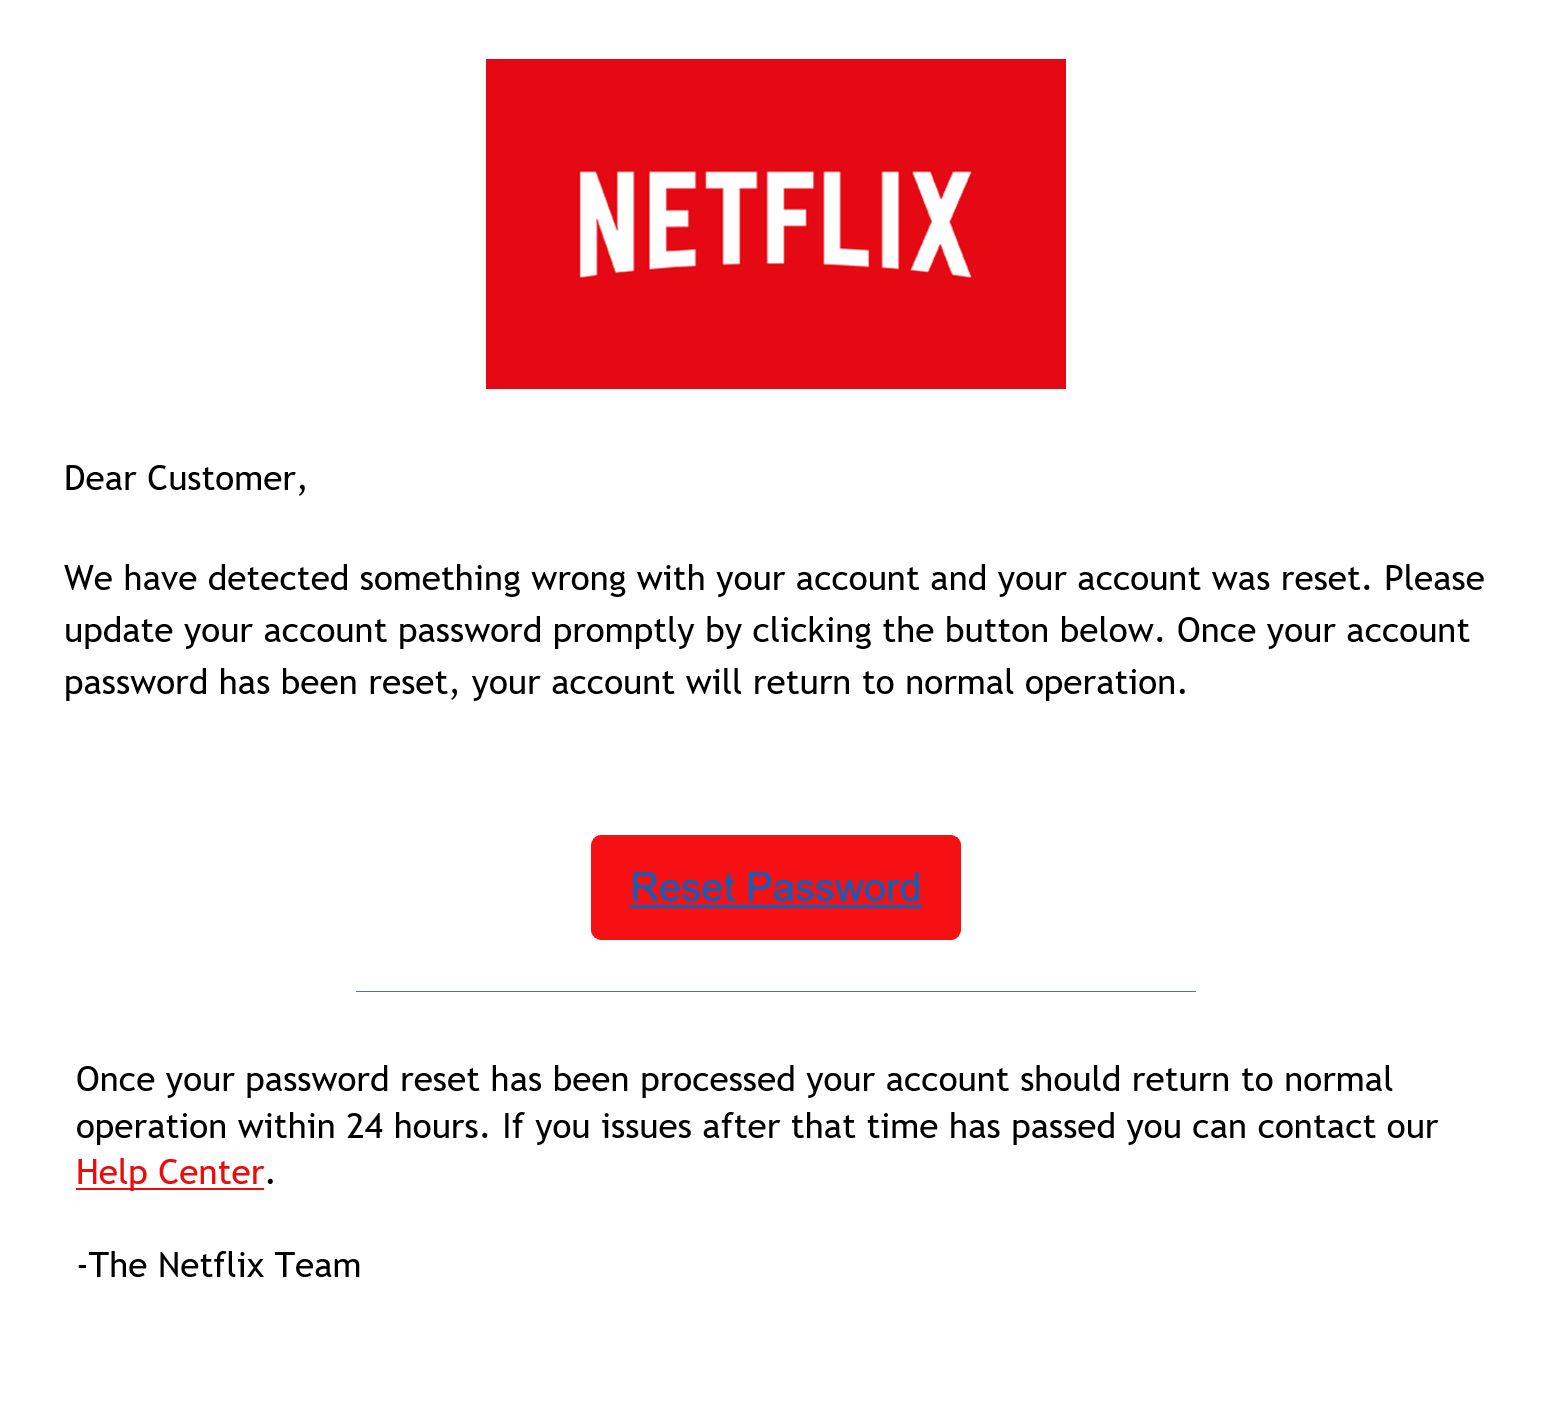 NETFLIX
Dear Customer,
We have detected something wrong with your account and your account was reset. Please
update your account password promptly by clicking the button below. Once your account
password has been reset, your account will return to normal operation.
Reset Password
Once your password reset has been processed your account should return to normal
operation within 24 hours. If you issues after that time has passed you can contact our
Help Center.
-The Netflix Team